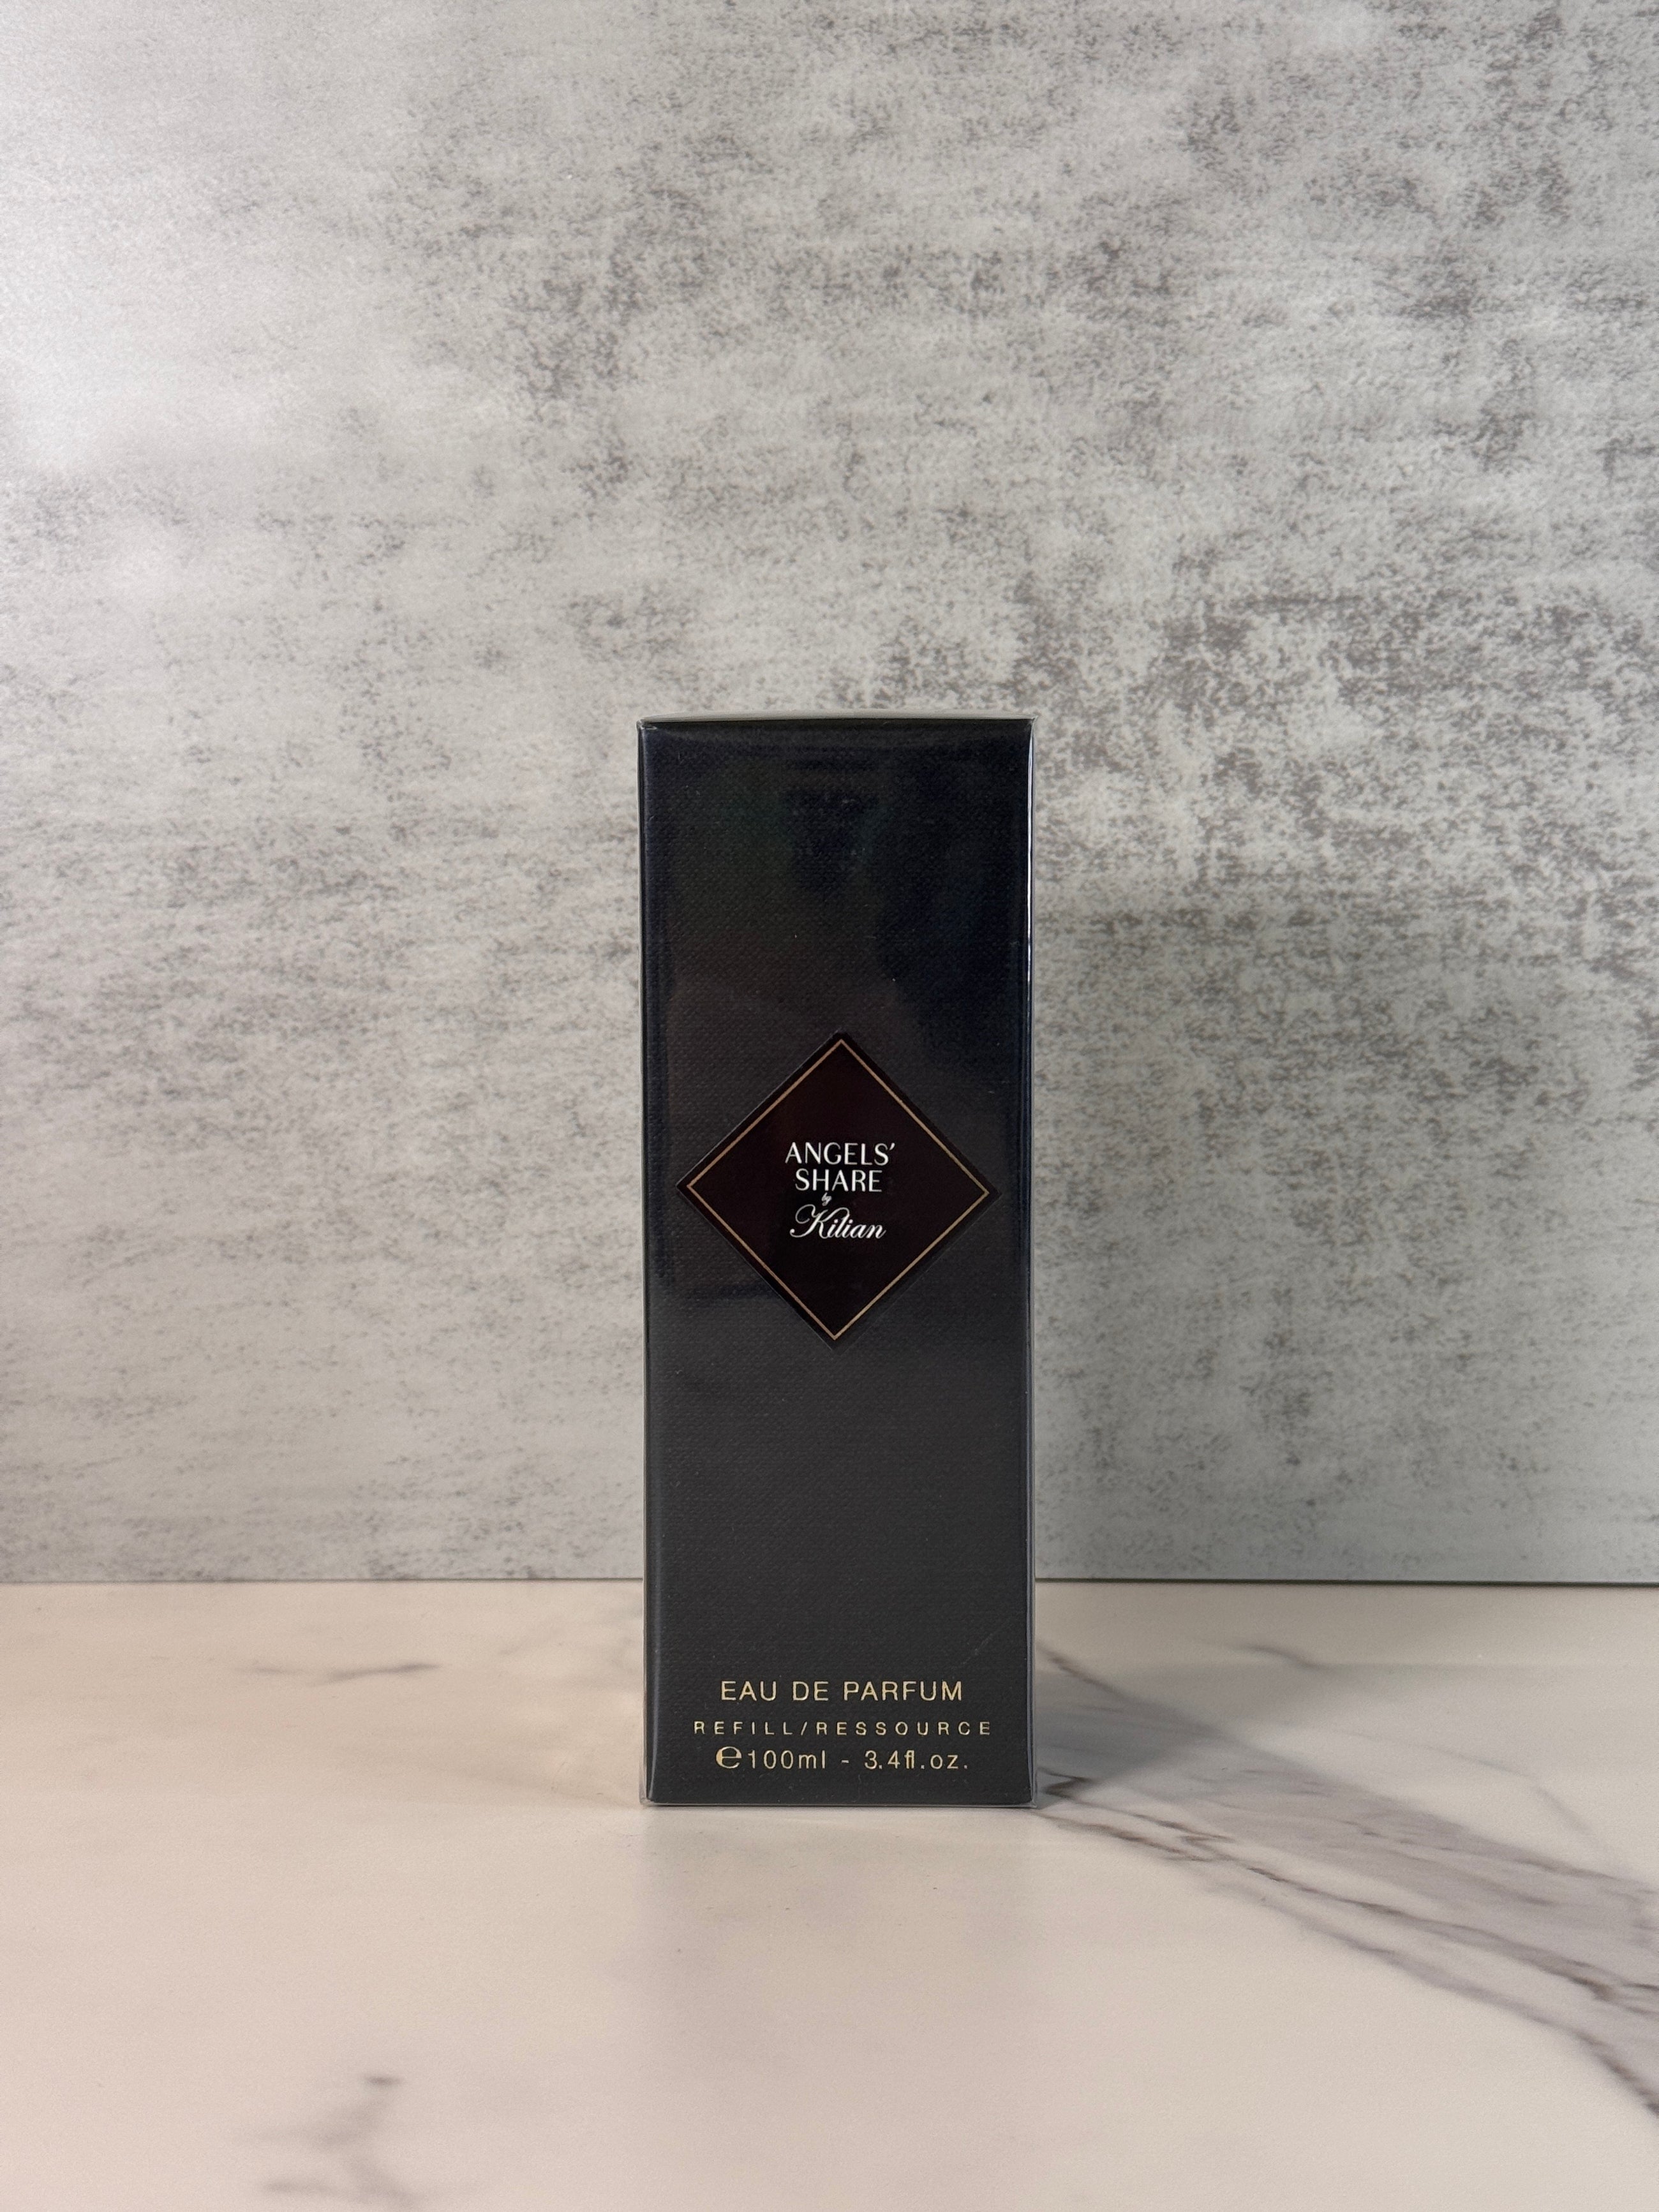 ANGELS'
SHARE
by
Kilian
EAU DE PARFUM
REFILL/RESSOURCE
℮100ml - 3.4fl.oz.